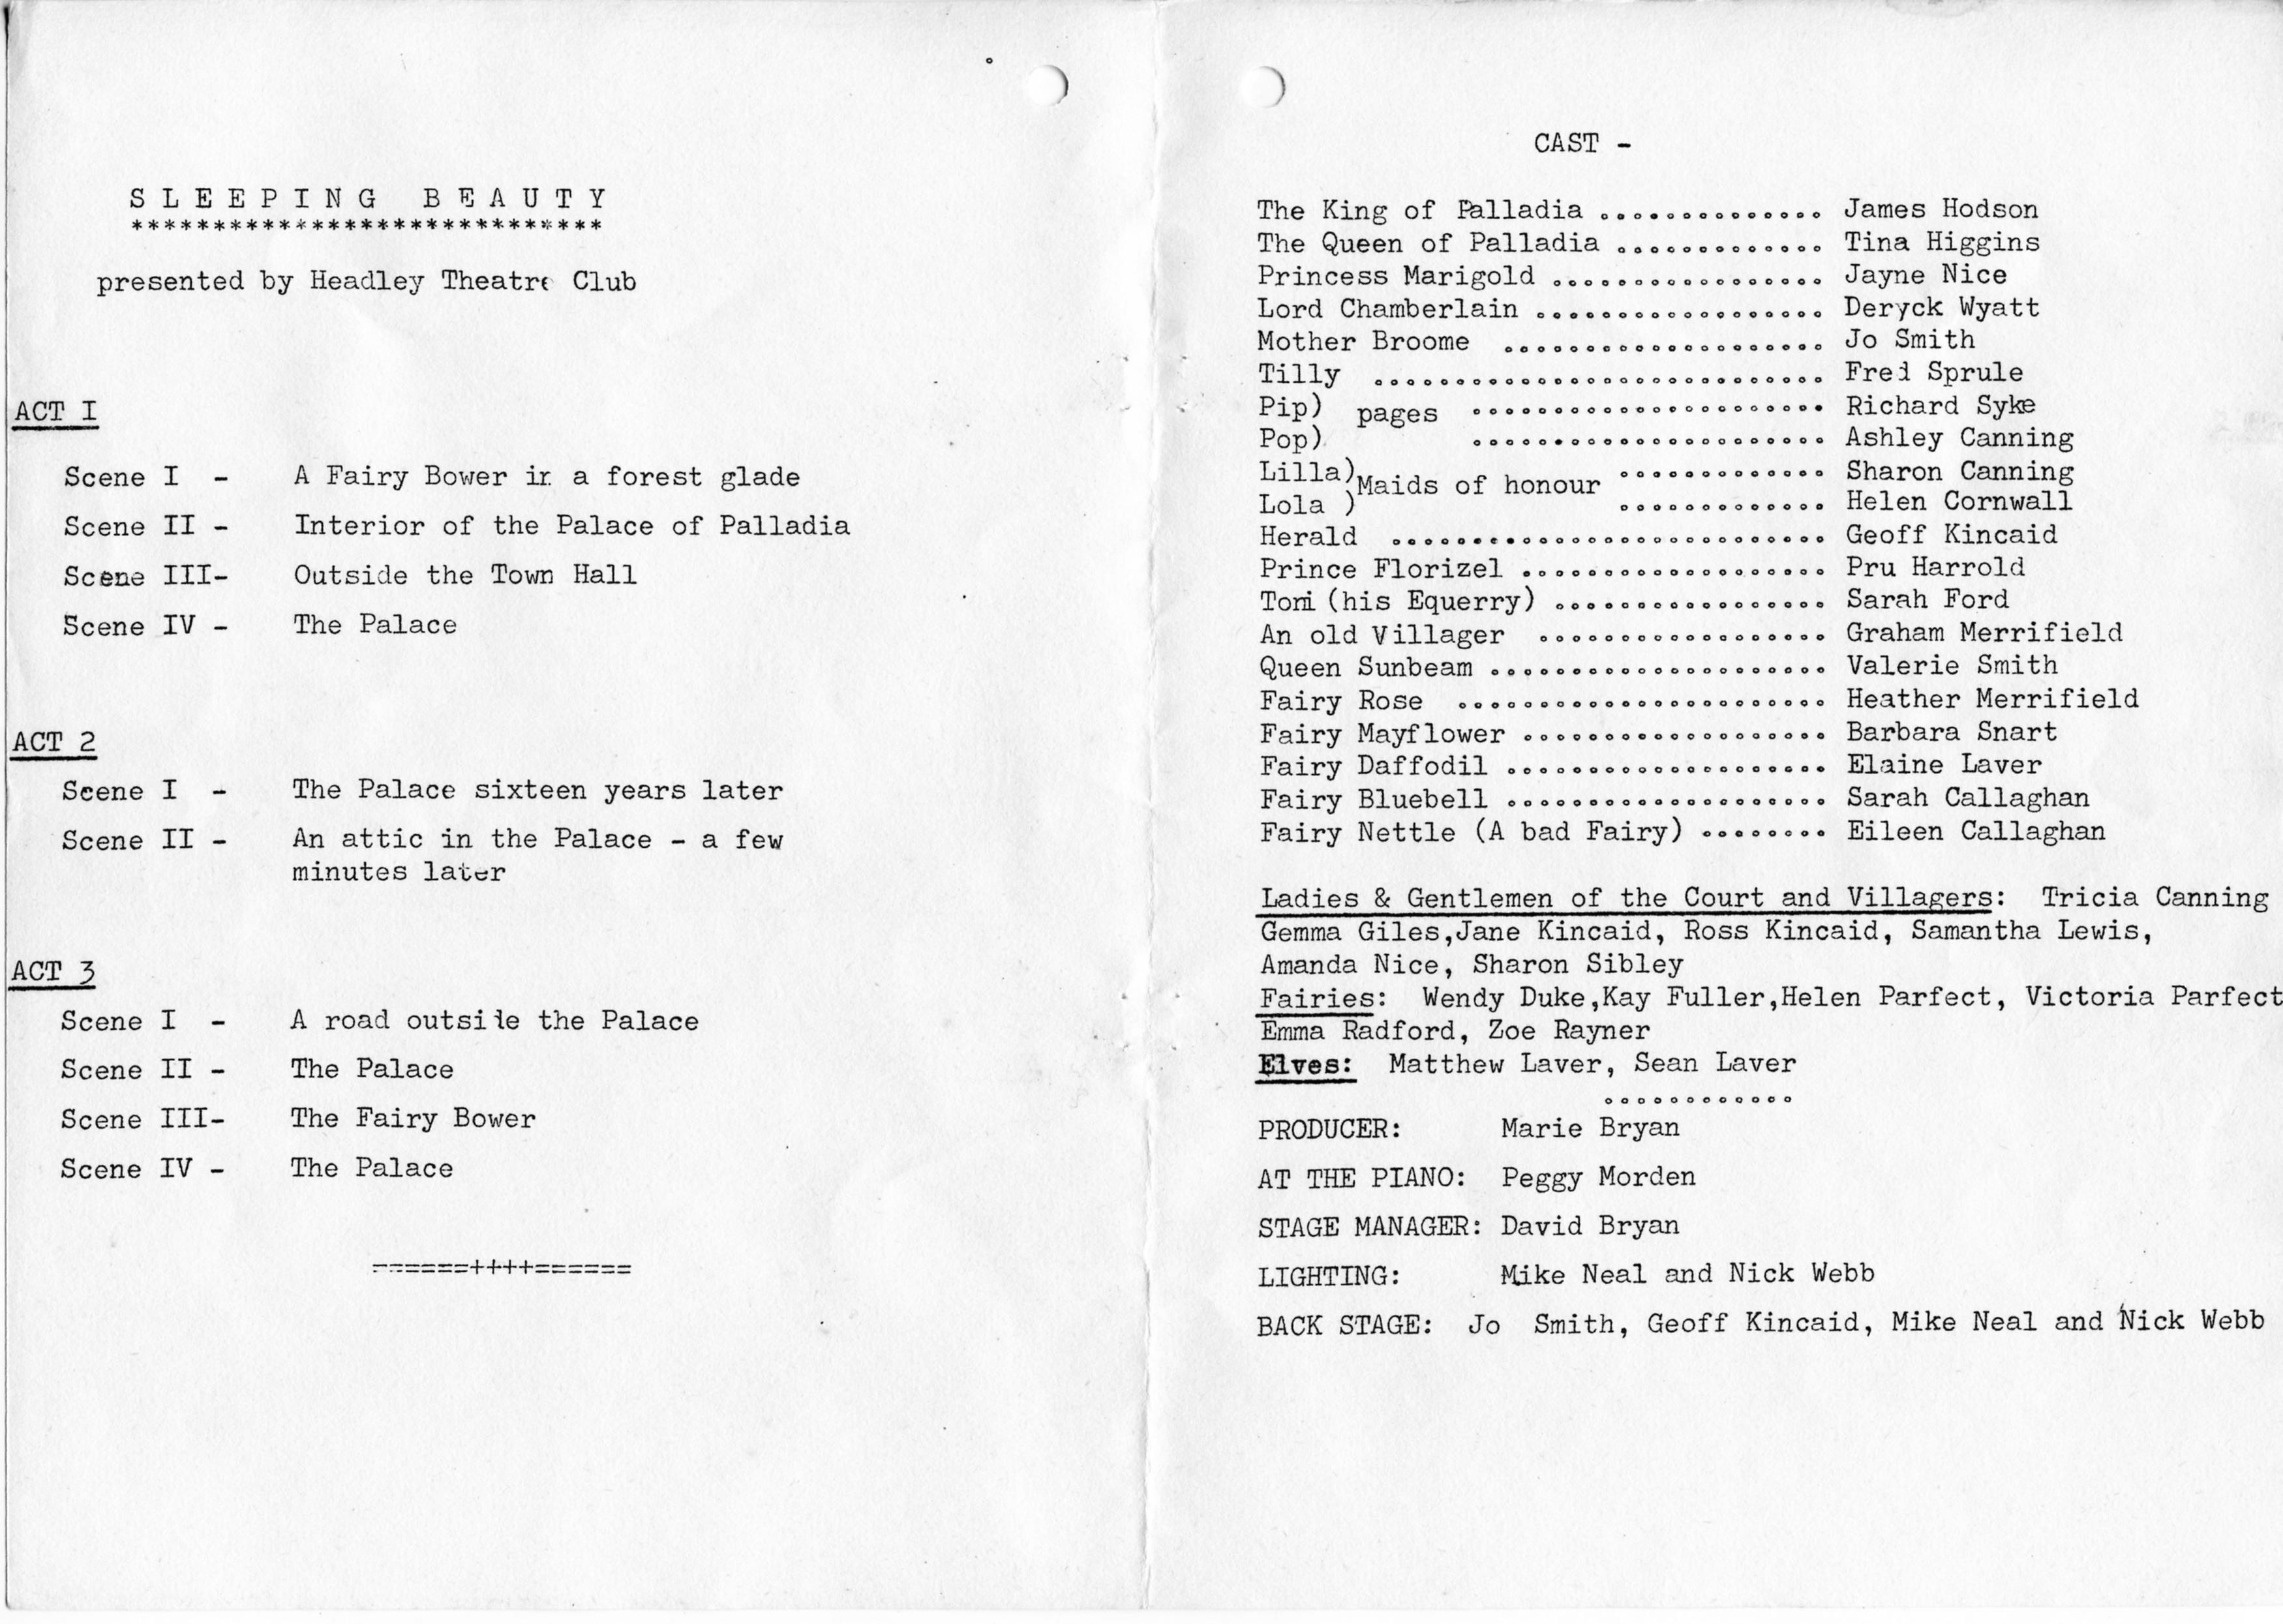 SLEEPING BEAUTY
*****************************
presented by Headley Theatre Club
ACT I
Scene I - A Fairy Bower in a forest glade
Scene II - Interior of the Palace of Palladia
Scene III- Outside the Town Hall
Scene IV - The Palace
ACT 2
Scene I - The Palace sixteen years later
Scene II - An attic in the Palace - a few
minutes later
ACT 3
Scene I - A road outside the Palace
Scene II - The Palace
Scene III- The Fairy Bower
Scene IV - The Palace
======++++======
CAST -
The King of Palladia .............. James Hodson
The Queen of Palladia ............. Tina Higgins
Princess Marigold ................. Jayne Nice
Lord Chamberlain .................. Deryck Wyatt
Mother Broome .................... Jo Smith
Tilly ............................ Fred Sprule
Pip) pages ...................... Richard Syke
Pop) ...................... Ashley Canning
Lilla) Maids of honour ............. Sharon Canning
Lola ) ............. Helen Cornwall
Herald ........................... Geoff Kincaid
Prince Florizel ................... Pru Harrold
Toni (his Equerry) ................. Sarah Ford
An old Villager .................. Graham Merrifield
Queen Sunbeam ..................... Valerie Smith
Fairy Rose ....................... Heather Merrifield
Fairy Mayflower ................... Barbara Snart
Fairy Daffodil .................... Elaine Laver
Fairy Bluebell .................... Sarah Callaghan
Fairy Nettle (A bad Fairy) ........ Eileen Callaghan
Ladies & Gentlemen of the Court and Villagers: Tricia Canning
Gemma Giles,Jane Kincaid, Ross Kincaid, Samantha Lewis,
Amanda Nice, Sharon Sibley
Fairies: Wendy Duke,Kay Fuller,Helen Parfect, Victoria Parfect
Emma Radford, Zoe Rayner
Elves: Matthew Laver, Sean Laver
............
PRODUCER: Marie Bryan
AT THE PIANO: Peggy Morden
STAGE MANAGER: David Bryan
LIGHTING: Mike Neal and Nick Webb
BACK STAGE: Jo Smith, Geoff Kincaid, Mike Neal and Nick Webb